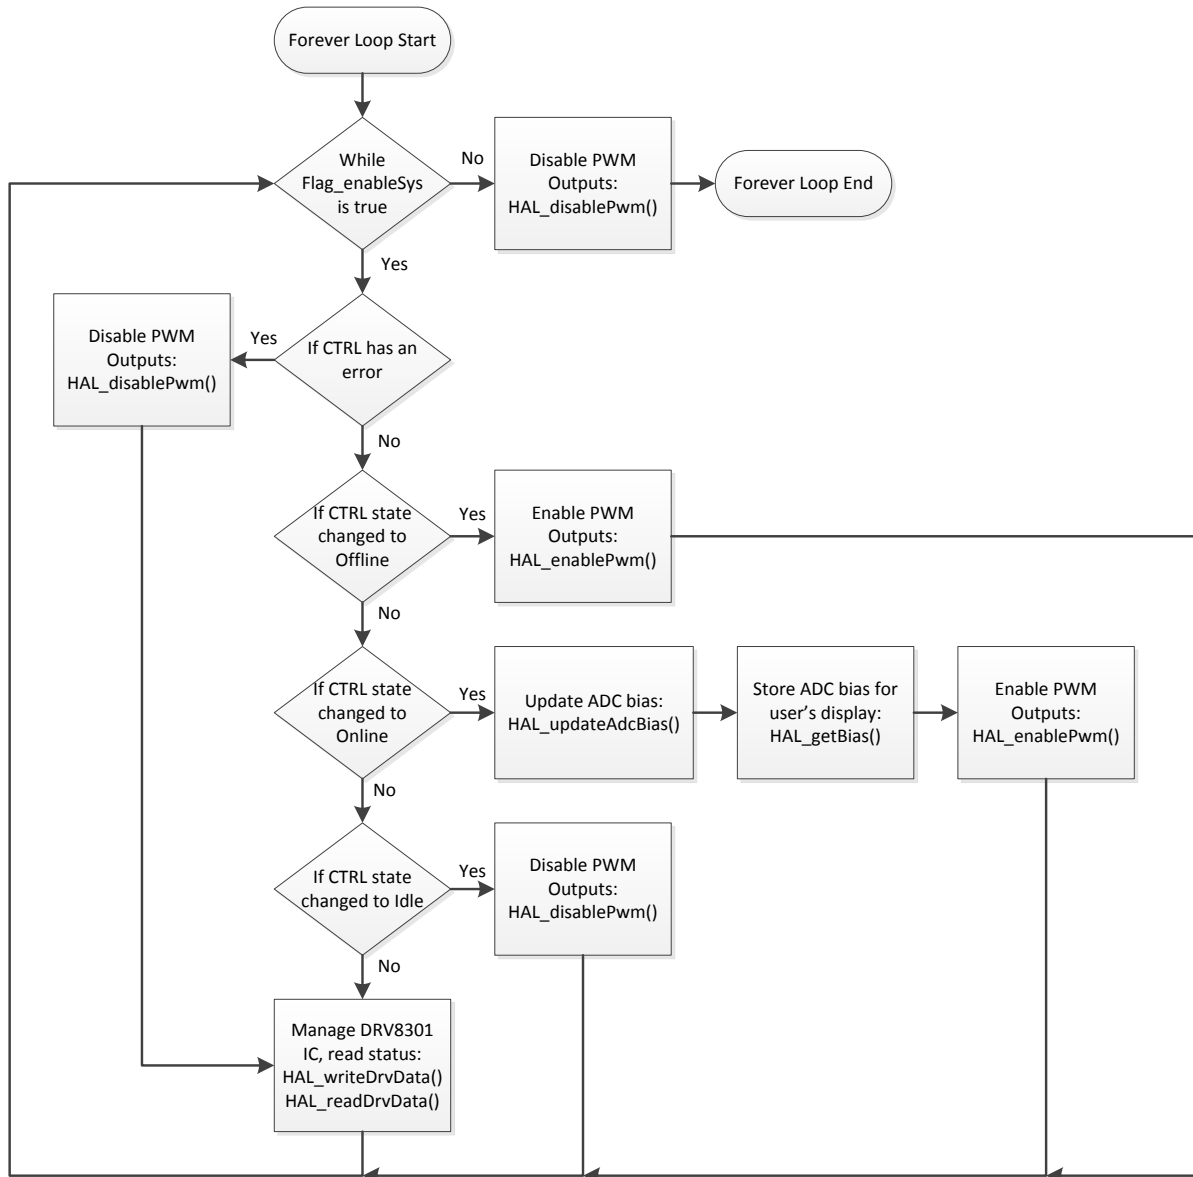 Forever Loop Start
While
Flag_enableSys
is true
No
Disable PWM
Outputs:
HAL_disablePwm()
Forever Loop End
Yes
Disable PWM
Outputs:
HAL_disablePwm()
Yes
If CTRL has an
error
No
If CTRL state
changed to
Offline
Yes
Enable PWM
Outputs:
HAL_enablePwm()
No
If CTRL state
changed to
Online
Yes
Update ADC bias:
HAL_updateAdcBias()
Store ADC bias for
user’s display:
HAL_getBias()
Enable PWM
Outputs:
HAL_enablePwm()
No
If CTRL state
changed to Idle
Yes
Disable PWM
Outputs:
HAL_disablePwm()
No
Manage DRV8301
IC, read status:
HAL_writeDrvData()
HAL_readDrvData()